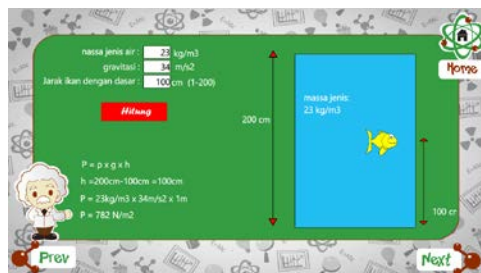 nassa jenis air : 23 kg/m3
gravitasi : 34 m/s2
Jarak ikan dengan dasar : 100 cm (1-200)
Hitung
P = p x g x h
h =200cm-100cm =100cm
P = 23kg/m3 x 34m/s2 x 1m
P = 782 N/m2
200 cm
massa jenis:
23 kg/m3
100 cr
Home
Prev
Next